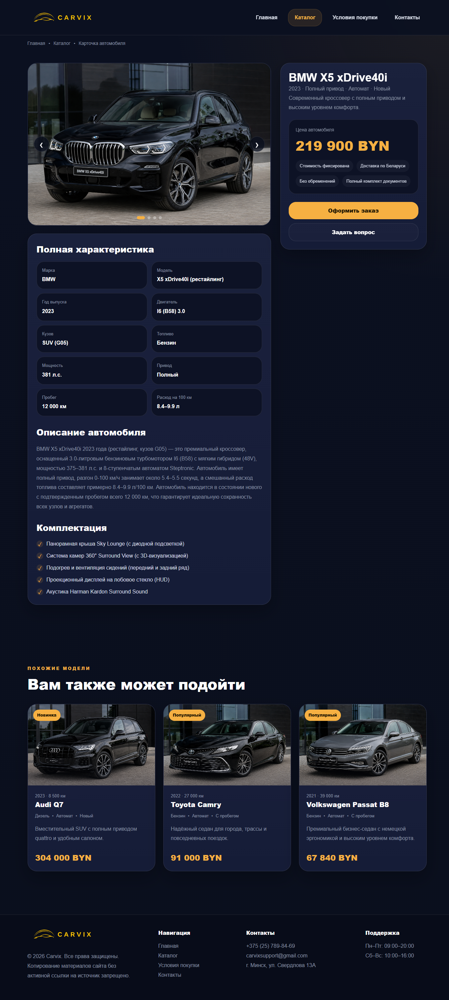 CARVIX
Главная
Каталог
Условия покупки
Контакты
Главная • Каталог • Карточка автомобиля
BMW X5 xDrive40i
❮
❯
BMW X5 xDrive40i
2023 · Полный привод · Автомат · Новый
Современный кроссовер с полным приводом и
высоким уровнем комфорта.
Цена автомобиля
219 900 BYN
Стоимость фиксирована
Доставка по Беларуси
Без обременений
Полный комплект документов
Оформить заказ
Задать вопрос
Полная характеристика
Марка
BMW
Модель
X5 xDrive40i (рестайлинг)
Год выпуска
2023
Двигатель
I6 (B58) 3.0
Кузов
SUV (G05)
Топливо
Бензин
Мощность
381 л.с.
Привод
Полный
Пробег
12 000 км
Расход на 100 км
8.4–9.9 л
Описание автомобиля
BMW X5 xDrive40i 2023 года (рестайлинг, кузов G05) — это премиальный кроссовер,
оснащенный 3.0-литровым бензиновым турбомотором I6 (B58) с мягким гибридом (48V),
мощностью 375–381 л.с. и 8-ступенчатым автоматом Steptronic. Автомобиль имеет
полный привод, разгон 0-100 км/ч занимает около 5.4–5.5 секунд, а смешанный расход
топлива составляет примерно 8.4–9.9 л/100 км. Автомобиль находится в состоянии нового
с подтвержденным пробегом всего 12 000 км, что гарантирует идеальную сохранность
всех узлов и агрегатов.
Комплектация
✓ Панорамная крыша Sky Lounge (с диодной подсветкой)
✓ Система камер 360° Surround View (с 3D-визуализацией)
✓ Подогрев и вентиляция сидений (передний и задний ряд)
✓ Проекционный дисплей на лобовое стекло (HUD)
✓ Акустика Harman Kardon Surround Sound
ПОХОЖИЕ МОДЕЛИ
Вам также может подойти
Новинка
Audi Q7
2023 · 8 500 км
Audi Q7
Дизель • Автомат • Новый
Вместительный SUV с полным приводом
quattro и удобным салоном.
304 000 BYN
Популярный
Toyota Camry
2022 · 27 000 км
Toyota Camry
Бензин • Автомат • С пробегом
Надёжный седан для города, трассы и
повседневных поездок.
91 000 BYN
Популярный
Volkswagen Passat
2021 · 39 000 км
Volkswagen Passat B8
Бензин • Автомат • С пробегом
Премиальный бизнес-седан с немецкой
эргономикой и высоким уровнем комфорта.
67 840 BYN
CARVIX
© 2026 Carvix. Все права защищены.
Копирование материалов сайта без
активной ссылки на источник запрещено.
Навигация
Главная
Каталог
Условия покупки
Контакты
Контакты
+375 (25) 789-84-69
carvixsupport@gmail.com
г. Минск, ул. Свердлова 13А
Поддержка
Пн–Пт: 09:00–20:00
Сб–Вс: 10:00–16:00